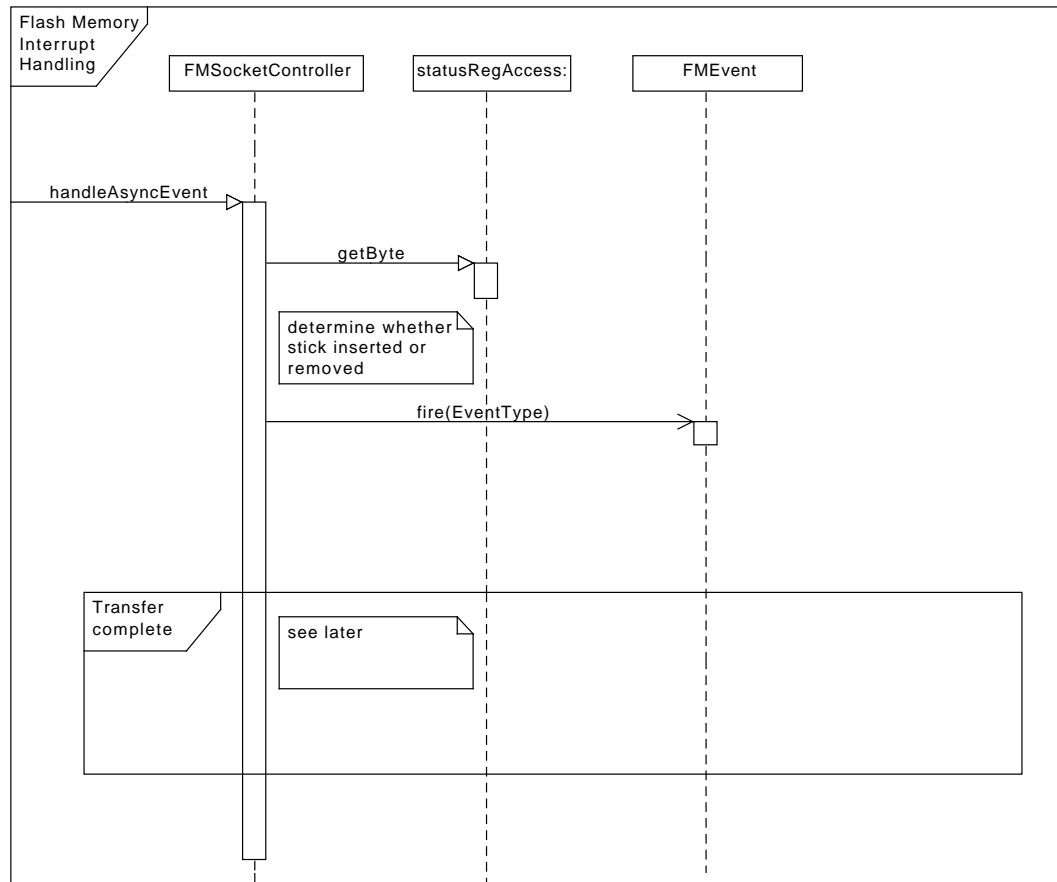 Flash Memory
Interrupt
Handling
FMSocketController
statusRegAccess:
FMEvent
handleAsyncEvent
getByte
determine whether
stick inserted or
removed
fire(EventType)
Transfer
complete
see later